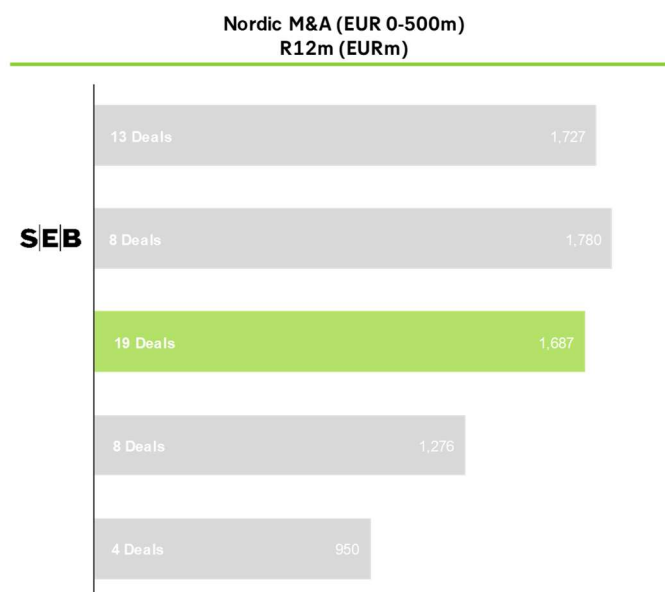 Nordic M&A (EUR 0-500m)
R12m (EURm)
13 Deals 1,727
SEB 8 Deals 1,780
19 Deals 1,687
8 Deals 1,276
4 Deals 950